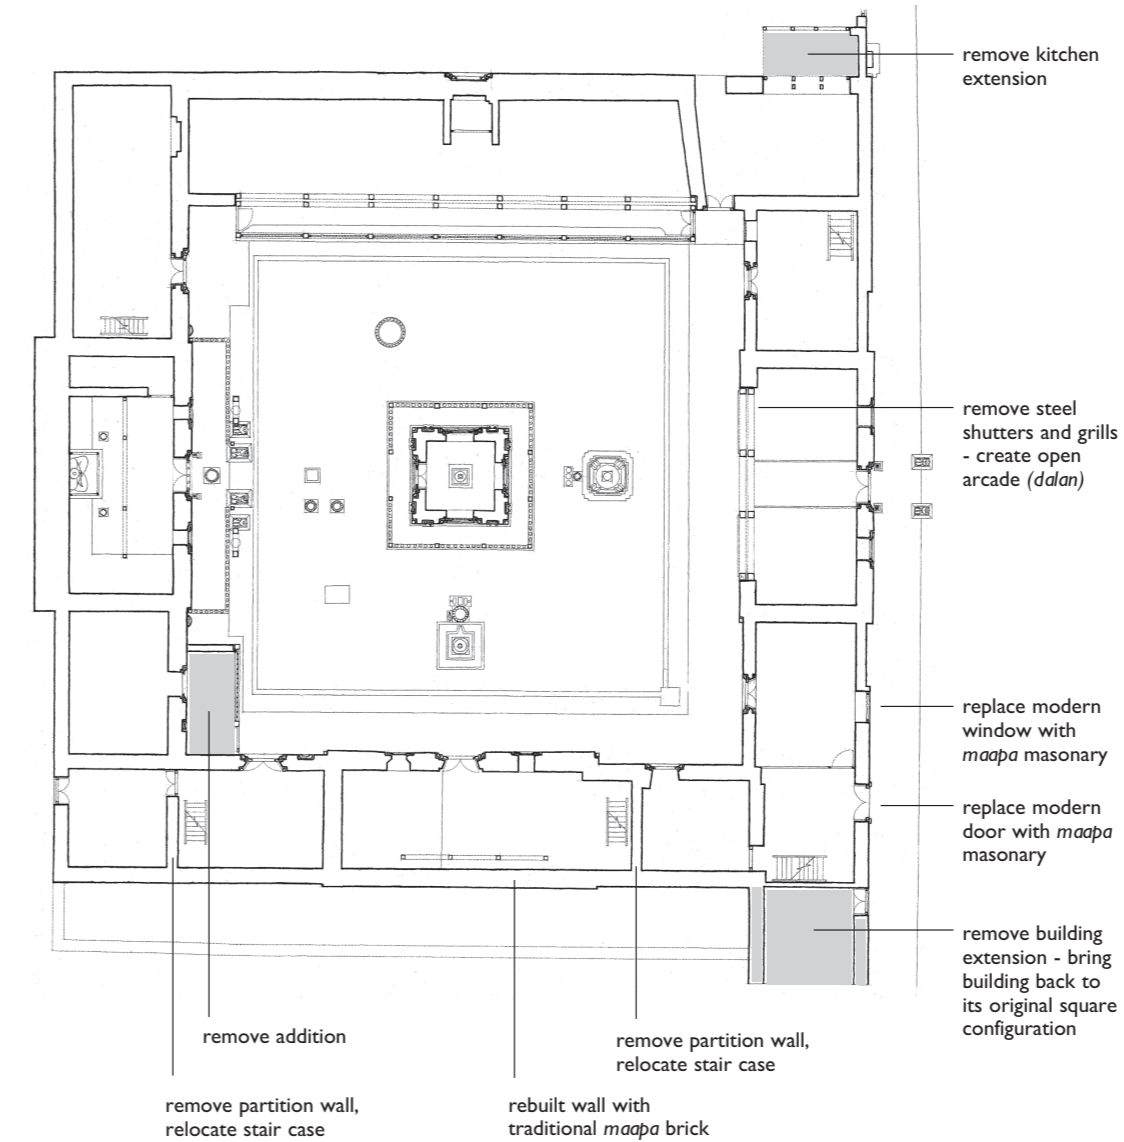 remove kitchen
extension
remove steel
shutters and grills
- create open
arcade (dalan)
replace modern
window with
maapa masonary
replace modern
door with maapa
masonary
remove building
extension - bring
building back to
its original square
configuration
remove addition
remove partition wall,
relocate stair case
remove partition wall,
relocate stair case
rebuilt wall with
traditional maapa brick